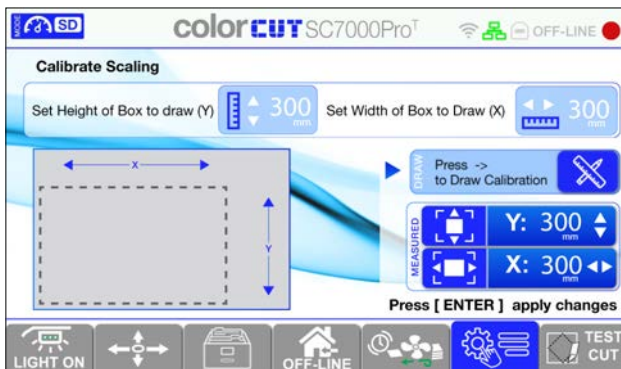 MODE SD colorCUT SC7000Pro T OFF-LINE
Calibrate Scaling
Set Height of Box to draw (Y) 300 mm Set Width of Box to Draw (X) 300 mm
X
Y
DRAW
Press ->
to Draw Calibration
MEASURED
Y: 300 mm
X: 300 mm
Press [ ENTER ] apply changes
LIGHT ON
OFF-LINE
TEST
CUT